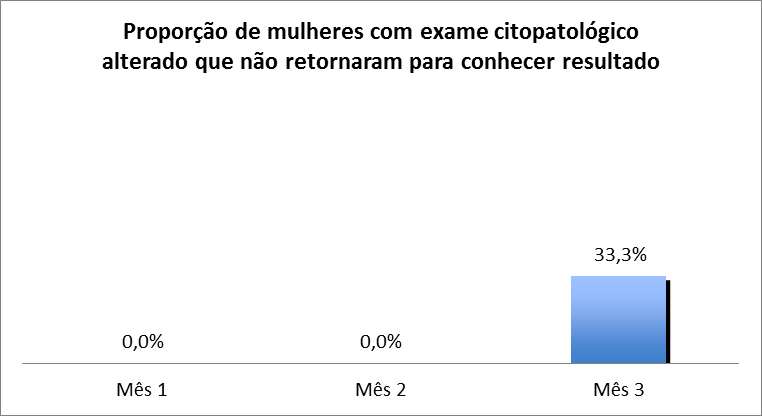 Proporção de mulheres com exame citopatológico
alterado que não retornaram para conhecer resultado
33,3%
0,0% 0,0%
Mês 1 Mês 2 Mês 3